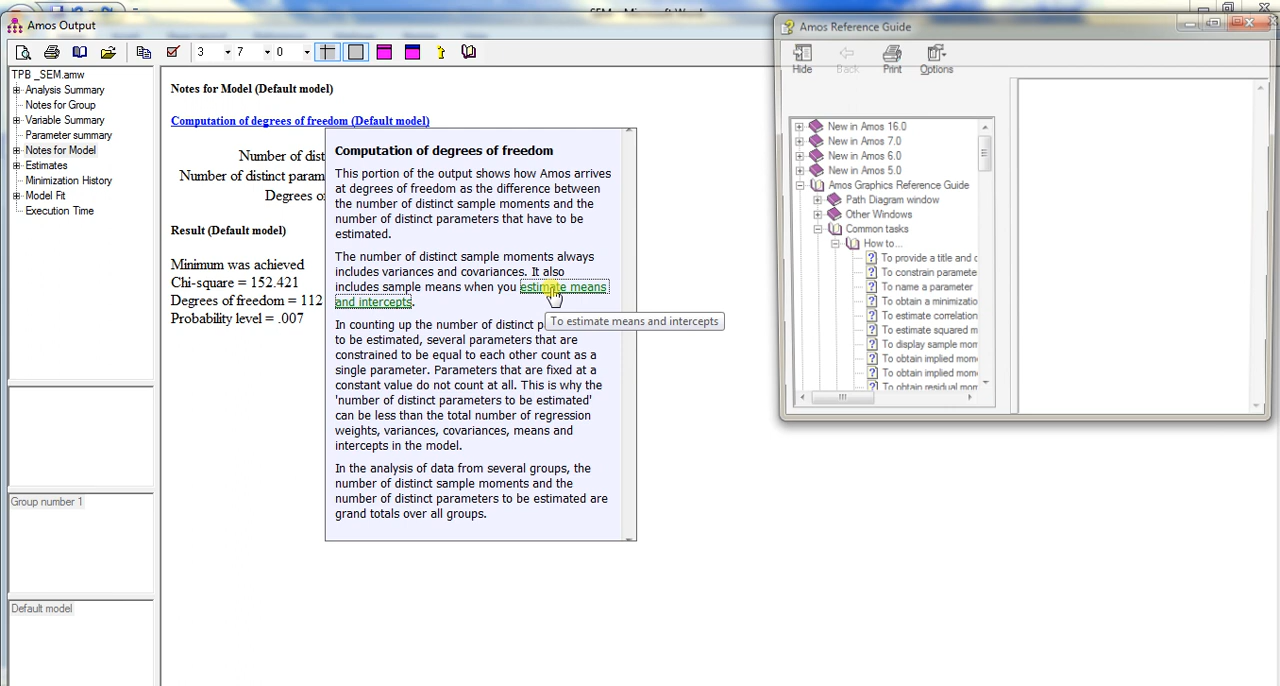 SEM - Microsoft Word
Amos Output
3
7
0
TPB _SEM.amw
Analysis Summary
Notes for Group
Variable Summary
Parameter summary
Notes for Model
Estimates
Minimization History
Model Fit
Execution Time
Group number 1
Default model
Notes for Model (Default model)
Computation of degrees of freedom (Default model)
Number of dist
Number of distinct param
Degrees o
Result (Default model)
Minimum was achieved
Chi-square = 152.421
Degrees of freedom = 112
Probability level = .007
Computation of degrees of freedom
This portion of the output shows how Amos arrives
at degrees of freedom as the difference between
the number of distinct sample moments and the
number of distinct parameters that have to be
estimated.
The number of distinct sample moments always
includes variances and covariances. It also
includes sample means when you estimate means
and intercepts.
To estimate means and intercepts
In counting up the number of distinct p
to be estimated, several parameters that are
constrained to be equal to each other count as a
single parameter. Parameters that are fixed at a
constant value do not count at all. This is why the
'number of distinct parameters to be estimated'
can be less than the total number of regression
weights, variances, covariances, means and
intercepts in the model.
In the analysis of data from several groups, the
number of distinct sample moments and the
number of distinct parameters to be estimated are
grand totals over all groups.
Amos Reference Guide
Hide Back Print Options
New in Amos 16.0
New in Amos 7.0
New in Amos 6.0
New in Amos 5.0
Amos Graphics Reference Guide
Path Diagram window
Other Windows
Common tasks
How to...
To provide a title and c
To constrain paramete
To name a parameter
To obtain a minimizatio
To estimate correlation
To estimate squared m
To display sample mom
To obtain implied mom
To obtain implied mom
To obtain residual mom